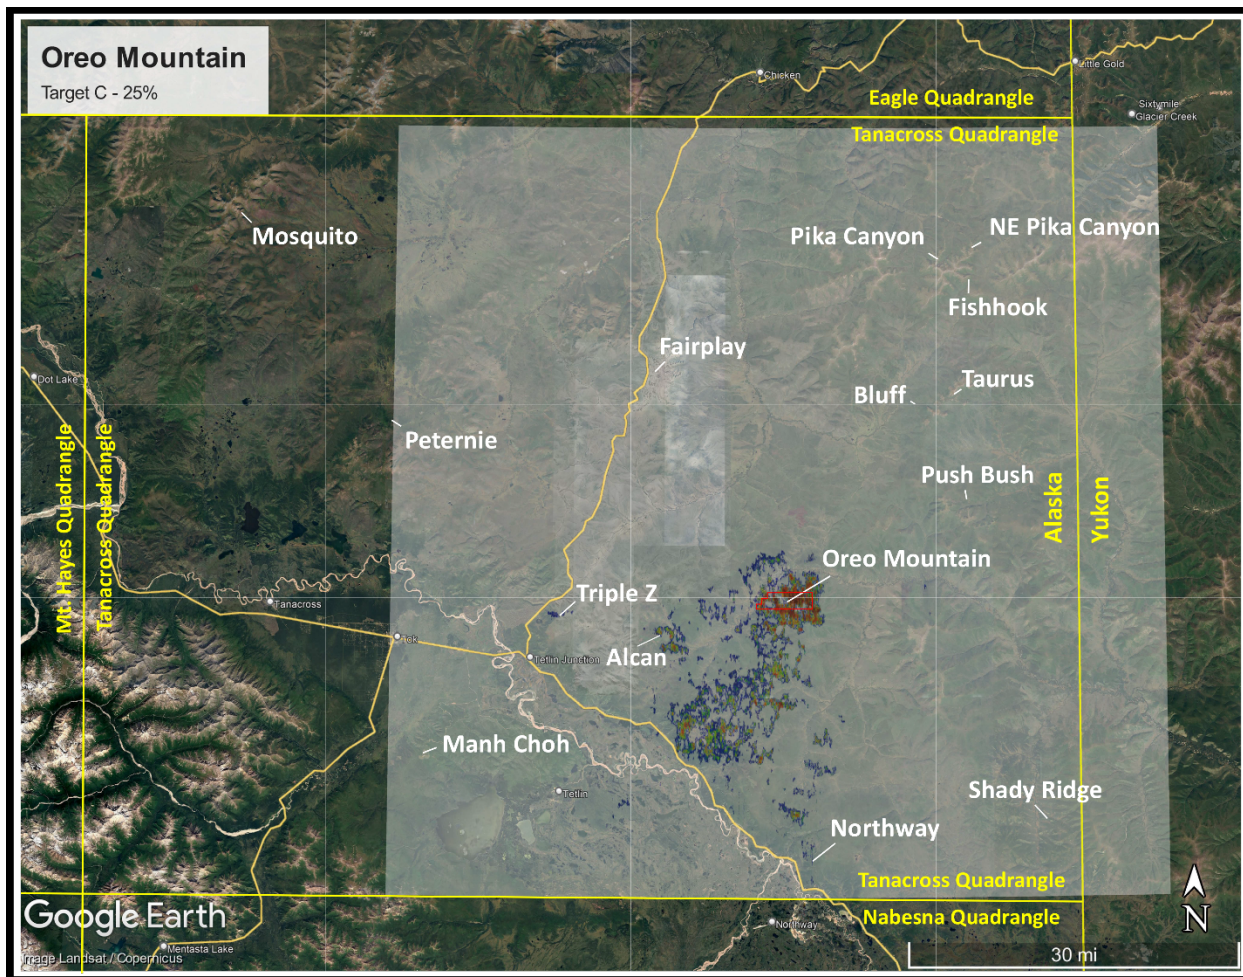 Oreo Mountain
Target C - 25%
Chicken
Little Gold
Eagle Quadrangle
Sixtymile
Glacier Creek
Tanacross Quadrangle
Mosquito
Pika Canyon
NE Pika Canyon
Fishhook
Fairplay
Dot Lake
Bluff
Taurus
Peternie
Push Bush
Mt. Hayes Quadrangle
Tanacross Quadrangle
Alaska
Yukon
Oreo Mountain
Triple Z
Tanacross
Tok
Tetlin Junction
Alcan
Manh Choh
Tetlin
Shady Ridge
Northway
Tanacross Quadrangle
Nabesna Quadrangle
Google Earth
Northway
N
Mentasta Lake
Image Landsat / Copernicus
30 mi